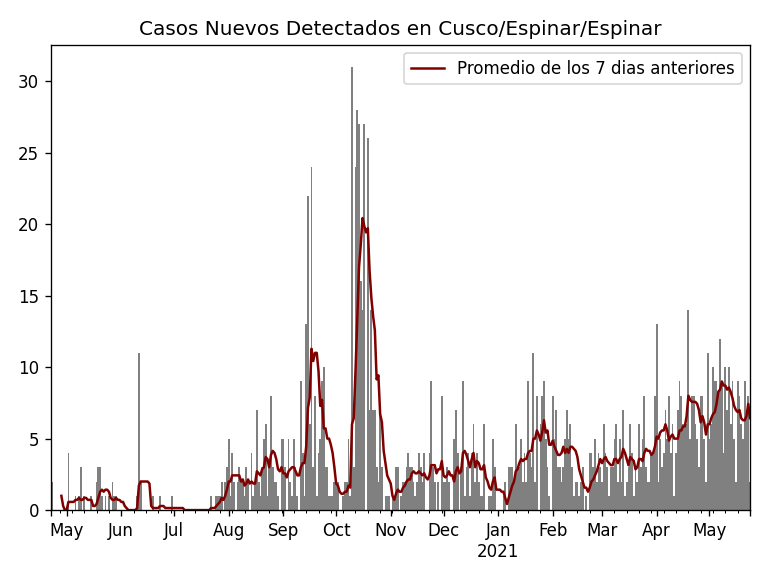 Casos Nuevos Detectados en Cusco/Espinar/Espinar
Promedio de los 7 dias anteriores
30
25
20
15
10
5
0
May Jun Jul Aug Sep Oct Nov Dec Jan Feb Mar Apr May
2021